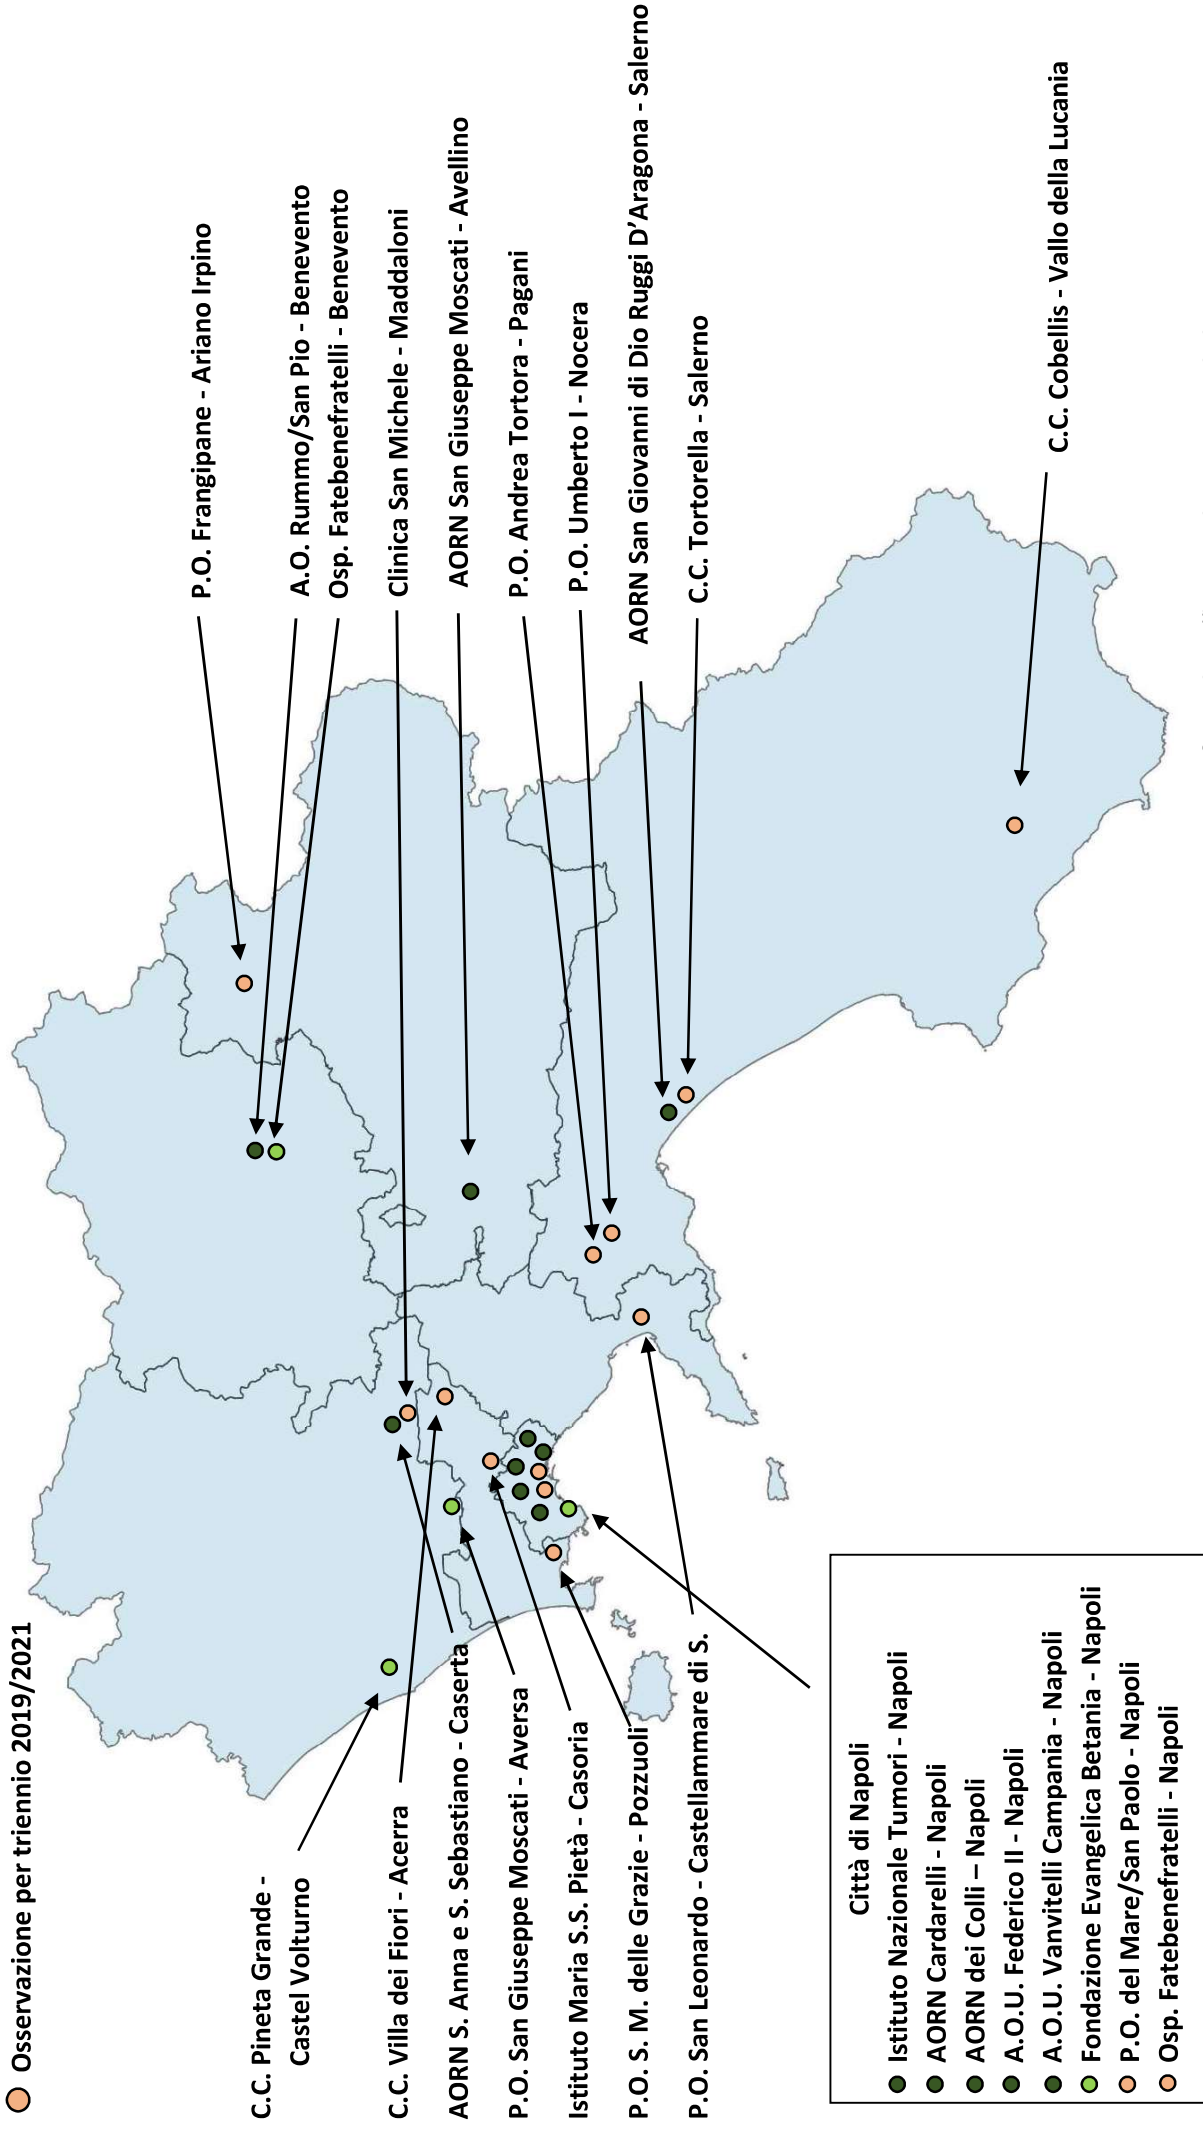 Osservazione per triennio 2019/2021
P.O. Frangipane - Ariano Irpino
A.O. Rummo/San Pio - Benevento
Osp. Fatebenefratelli - Benevento
Clinica San Michele - Maddaloni
AORN San Giuseppe Moscati - Avellino
P.O. Andrea Tortora - Pagani
P.O. Umberto I - Nocera
AORN San Giovanni di Dio Ruggi D’Aragona - Salerno
C.C. Tortorella - Salerno
C.C. Cobellis - Vallo della Lucania
C.C. Pineta Grande -
Castel Volturno
C.C. Villa dei Fiori - Acerra
AORN S. Anna e S. Sebastiano - Caserta
P.O. San Giuseppe Moscati - Aversa
Istituto Maria S.S. Pietà - Casoria
P.O. S. M. delle Grazie - Pozzuoli
P.O. San Leonardo - Castellammare di S.
Città di Napoli
Istituto Nazionale Tumori - Napoli
AORN Cardarelli - Napoli
AORN dei Colli – Napoli
A.O.U. Federico II - Napoli
A.O.U. Vanvitelli Campania - Napoli
Fondazione Evangelica Betania - Napoli
P.O. del Mare/San Paolo - Napoli
Osp. Fatebenefratelli - Napoli